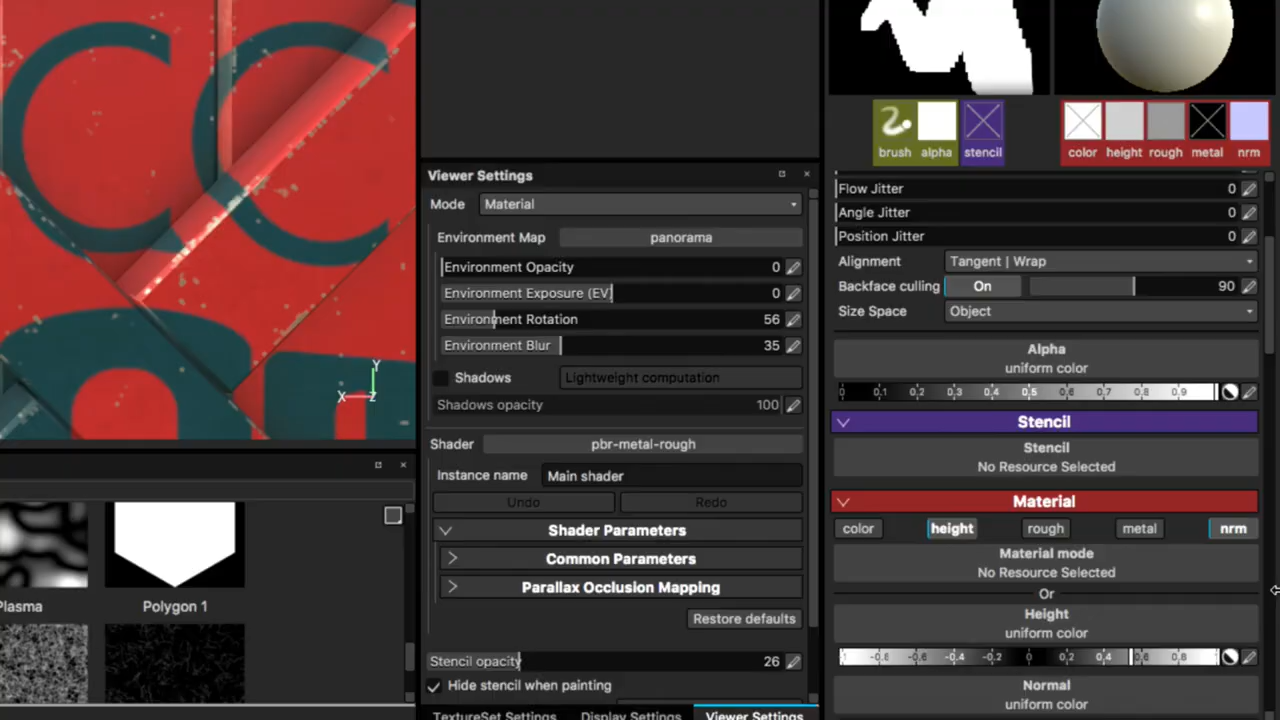 CC
Y
X Z
Plasma
Polygon 1
Viewer Settings
Mode Material
Environment Map panorama
Environment Opacity 0
Environment Exposure (EV) 0
Environment Rotation 56
Environment Blur 35
Shadows Lightweight computation
Shadows opacity 100
Shader pbr-metal-rough
Instance name Main shader
Undo Redo
Shader Parameters
Common Parameters
Parallax Occlusion Mapping
Restore defaults
Stencil opacity 26
Hide stencil when painting
TextureSet Settings Display Settings Viewer Settings
brush alpha stencil color height rough metal nrm
Flow Jitter 0
Angle Jitter 0
Position Jitter 0
Alignment Tangent | Wrap
Backface culling On 90
Size Space Object
Alpha
uniform color
0 0.1 0.2 0.3 0.4 0.5 0.6 0.7 0.8 0.9
Stencil
Stencil
No Resource Selected
Material
color height rough metal nrm
Material mode
No Resource Selected
Or
Height
uniform color
-0.8 -0.6 -0.4 -0.2 0 0.2 0.4 0.6 0.8
Normal
uniform color